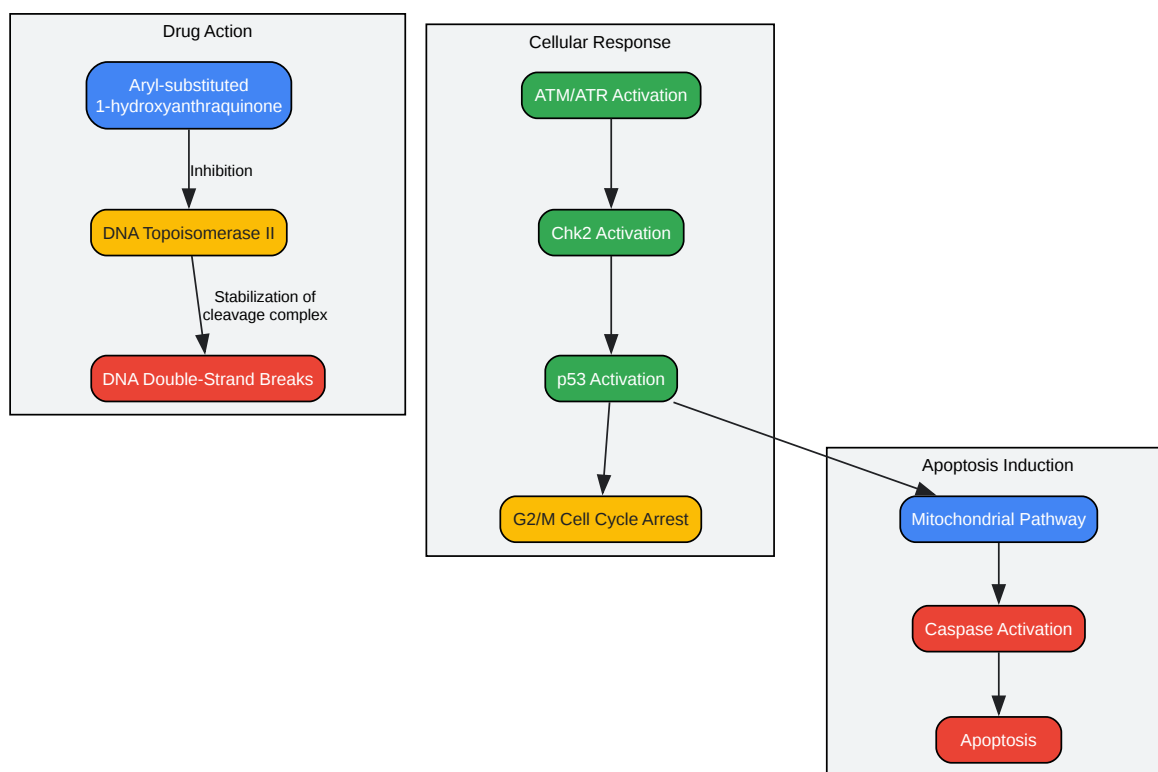 Drug Action
Aryl-substituted
1-hydroxyanthraquinone
Inhibition
DNA Topoisomerase II
Stabilization of
cleavage complex
DNA Double-Strand Breaks
Cellular Response
ATM/ATR Activation
Chk2 Activation
p53 Activation
G2/M Cell Cycle Arrest
Apoptosis Induction
Mitochondrial Pathway
Caspase Activation
Apoptosis